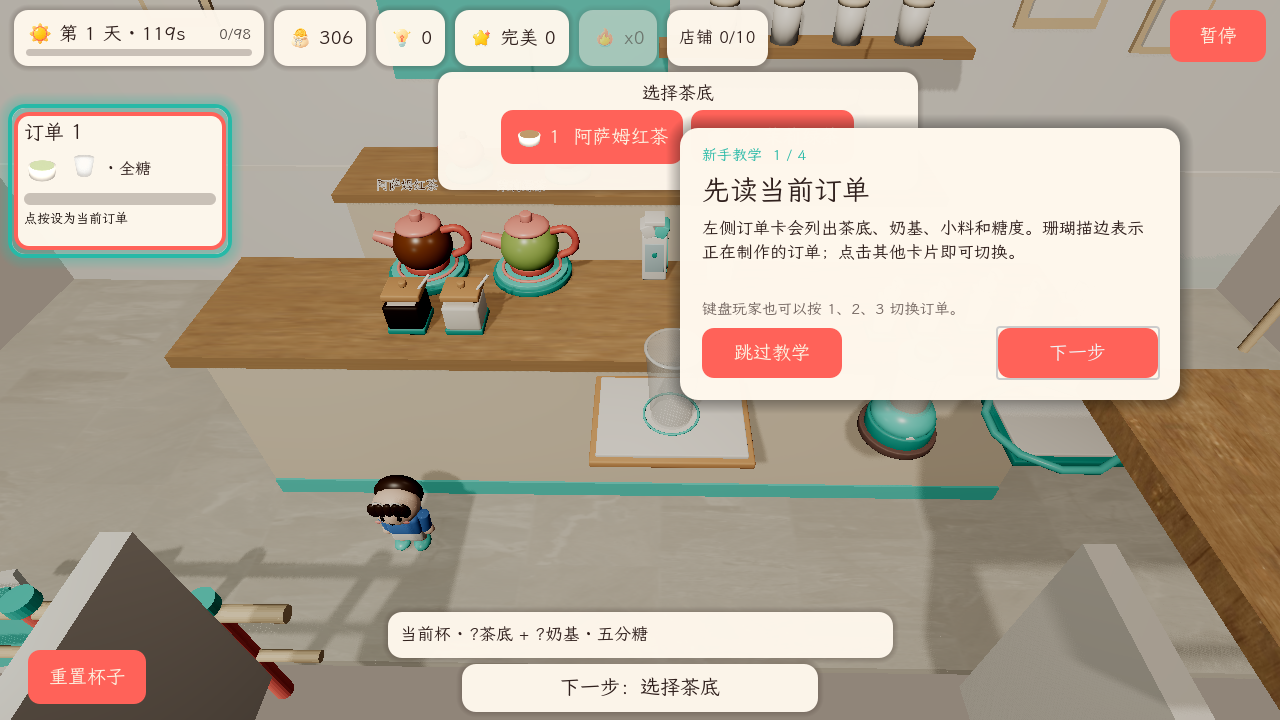 第 1 天·119s 0/98
306
0
完美 0
x0
店铺 0/10
暂停
选择茶底
1 阿萨姆红茶
订单 1
·全糖
点按设为当前订单
阿萨姆红茶
新手教学 1 / 4
先读当前订单
左侧订单卡会列出茶底、奶基、小料和糖度。珊瑚描边表示
正在制作的订单；点击其他卡片即可切换。
键盘玩家也可以按 1、2、3 切换订单。
跳过教学
下一步
当前杯·?茶底 + ?奶基·五分糖
下一步：选择茶底
重置杯子